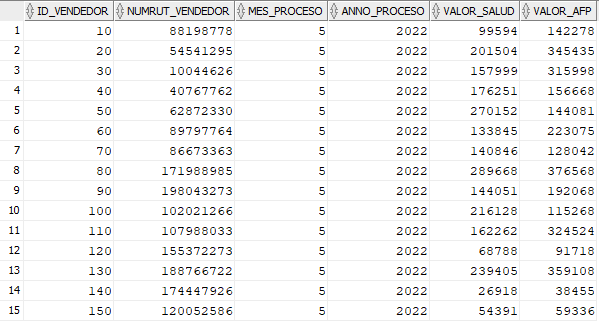 ID_VENDEDOR NUMRUT_VENDEDOR MES_PROCESO ANNO_PROCESO VALOR_SALUD VALOR_AFP
1 10 88198778 5 2022 99594 142278
2 20 54541295 5 2022 201504 345435
3 30 10044626 5 2022 157999 315998
4 40 40767762 5 2022 176251 156668
5 50 62872330 5 2022 270152 144081
6 60 89797764 5 2022 133845 223075
7 70 86673363 5 2022 140846 128042
8 80 171988985 5 2022 289668 376568
9 90 198043273 5 2022 144051 192068
10 100 102021266 5 2022 216128 115268
11 110 107988033 5 2022 162262 324524
12 120 155372273 5 2022 68788 91718
13 130 188766722 5 2022 239405 359108
14 140 174447926 5 2022 26918 38455
15 150 120052586 5 2022 54391 59336